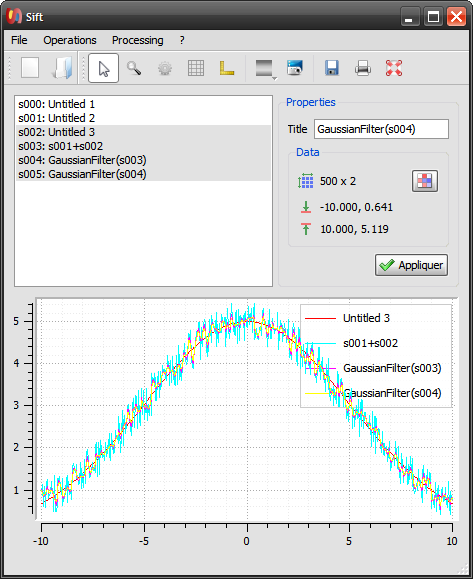 Sift
File Operations Processing ?
s000: Untitled 1
s001: Untitled 2
s002: Untitled 3
s003: s001+s002
s004: GaussianFilter(s003)
s005: GaussianFilter(s004)
Properties
Title GaussianFilter(s004)
Data
500 x 2
-10.000, 0.641
10.000, 5.119
Appliquer
Untitled 3
s001+s002
GaussianFilter(s003)
GaussianFilter(s004)
5
4
3
2
1
-10 -5 0 5 10